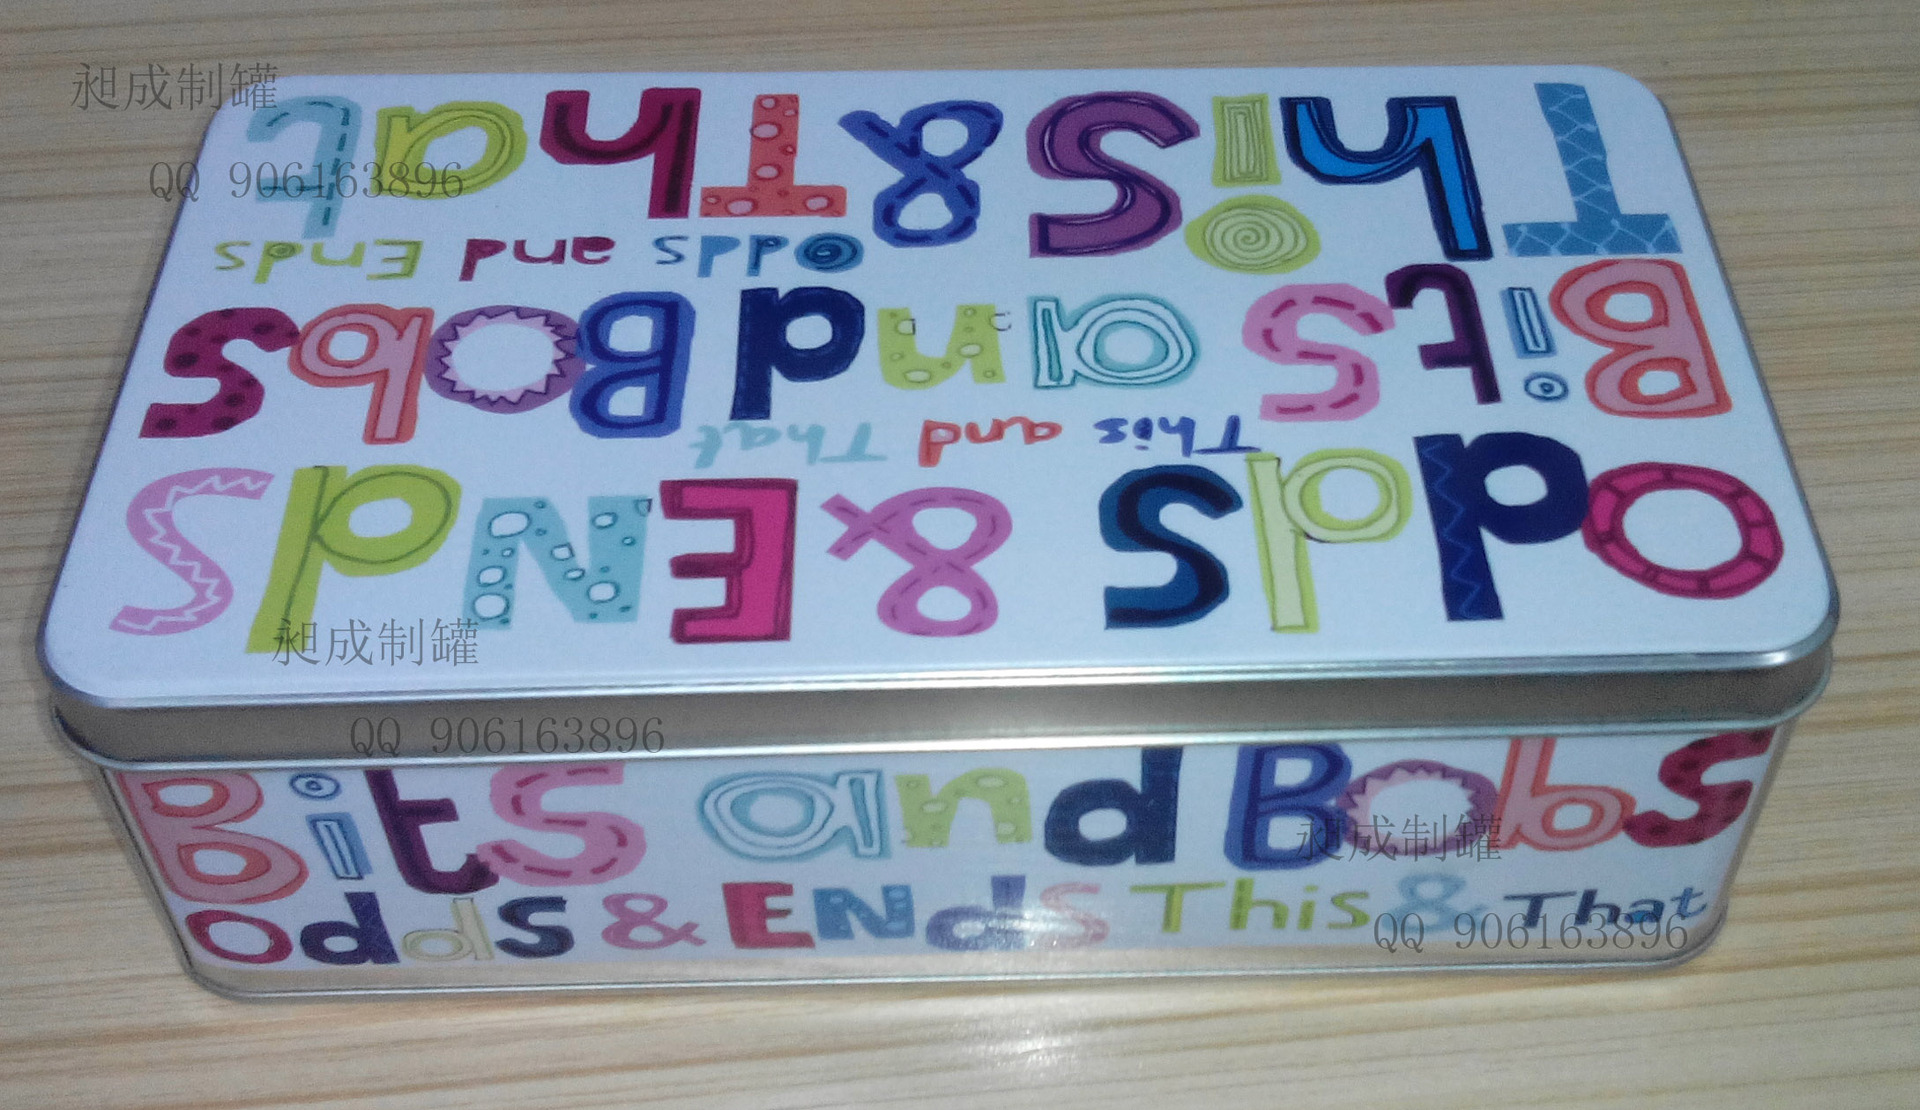 昶成制罐
QQ 906163896
Odds & ENds
This and That
Bits and Bobs
Odds and Ends
This & That
昶成制罐
QQ 906163896
Bits and Bobs
昶成制罐
Odds & ENds This & That
QQ 906163896